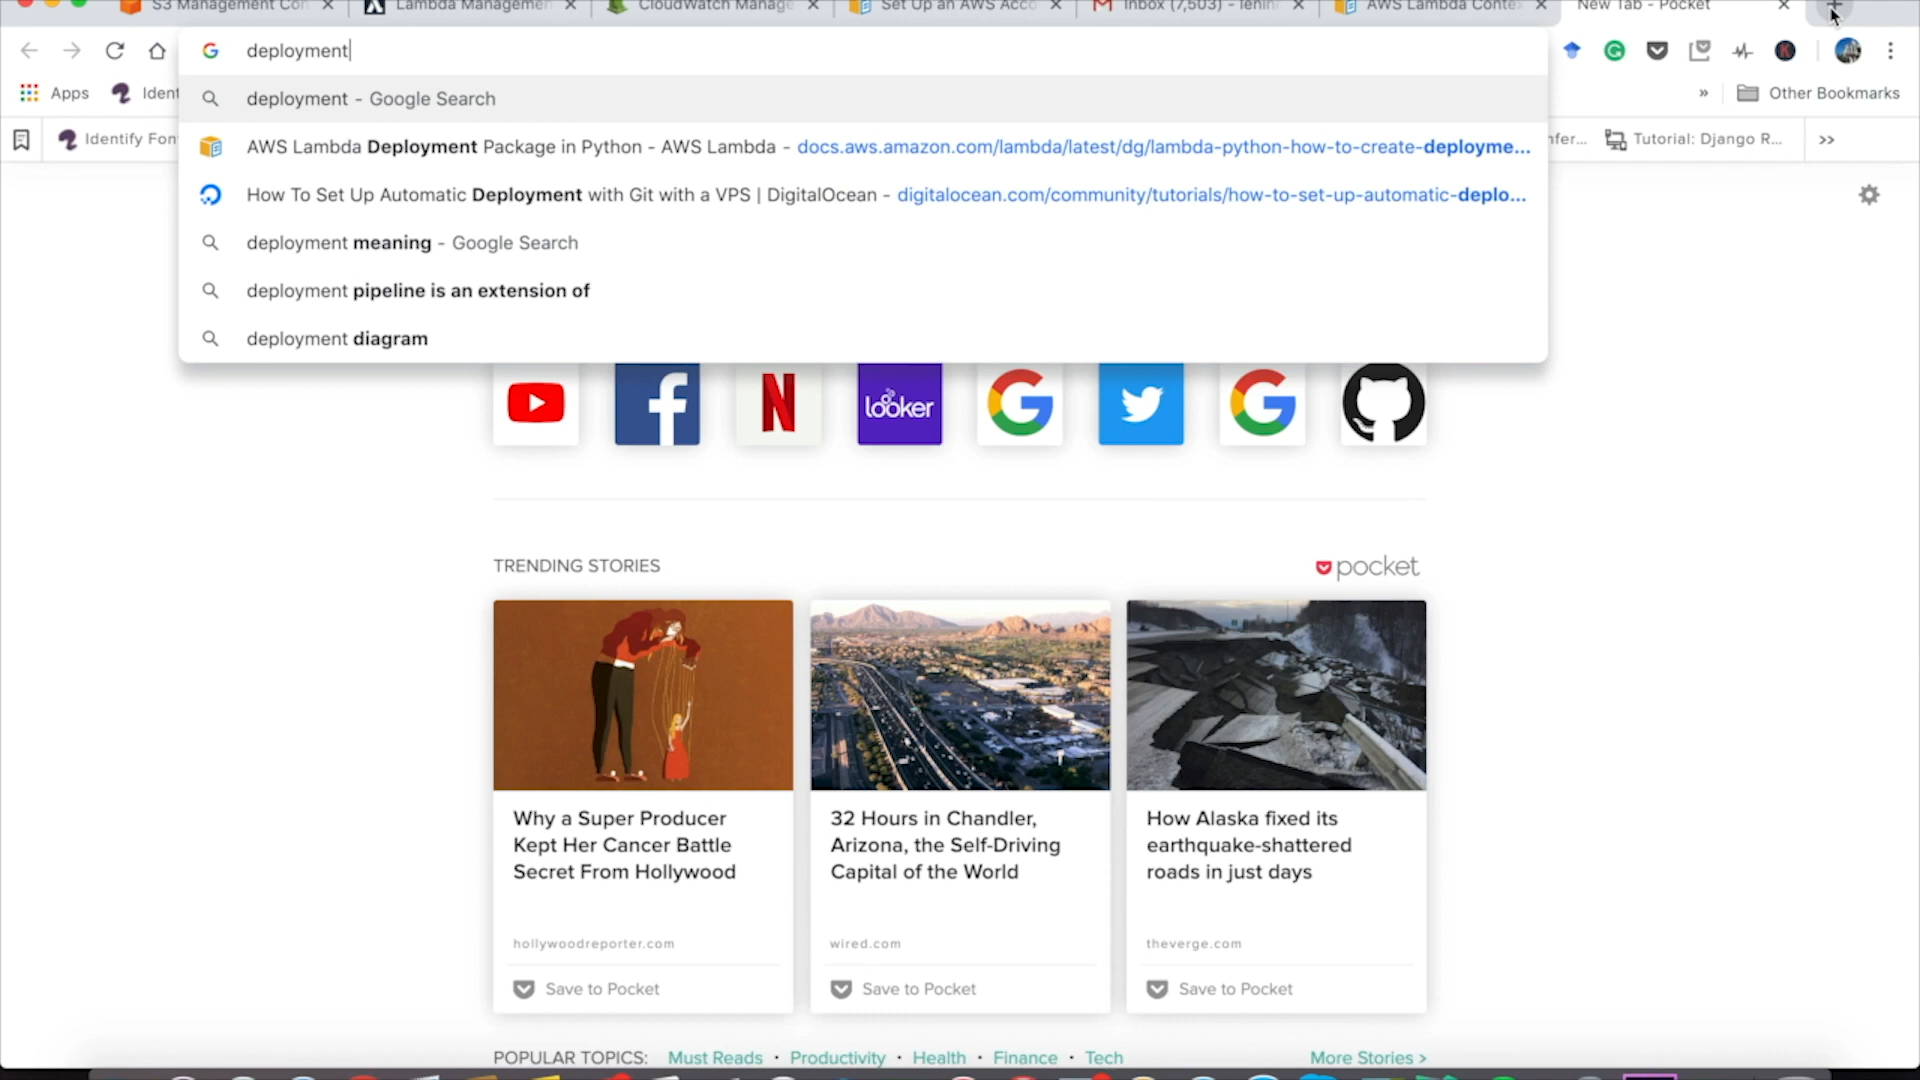 S3 Management Con
Lambda Managemen
CloudWatch Manage
Set Up an AWS Acco
Inbox (7,503) - lenin
AWS Lambda Contex
New Tab - Pocket
deployment
Apps
Ident
Other Bookmarks
deployment - Google Search
Identify Fon
nfer...
Tutorial: Django R...
AWS Lambda Deployment Package in Python - AWS Lambda - docs.aws.amazon.com/lambda/latest/dg/lambda-python-how-to-create-deployme...
How To Set Up Automatic Deployment with Git with a VPS | DigitalOcean - digitalocean.com/community/tutorials/how-to-set-up-automatic-deplo...
deployment meaning - Google Search
deployment pipeline is an extension of
deployment diagram
looker
TRENDING STORIES
pocket
Why a Super Producer
Kept Her Cancer Battle
Secret From Hollywood
hollywoodreporter.com
Save to Pocket
32 Hours in Chandler,
Arizona, the Self-Driving
Capital of the World
wired.com
Save to Pocket
How Alaska fixed its
earthquake-shattered
roads in just days
theverge.com
Save to Pocket
POPULAR TOPICS: Must Reads · Productivity · Health · Finance · Tech
More Stories >